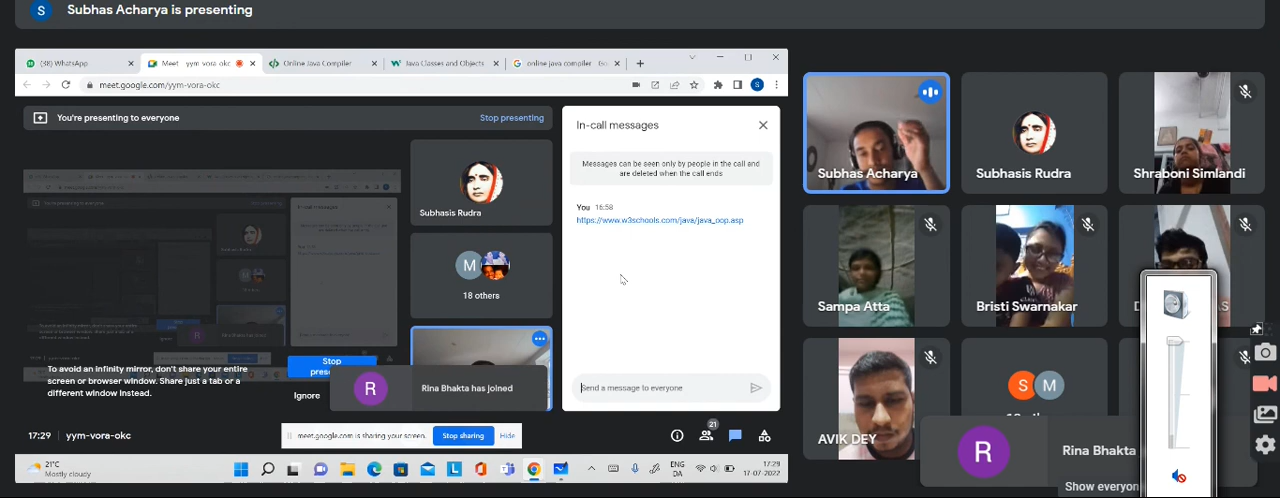 S Subhas Acharya is presenting
(38) WhatsApp
Meet - yym-vora-okc
Online Java Compiler
Java Classes and Objects
online java compiler - Go
meet.google.com/yym-vora-okc
S
You're presenting to everyone
Stop presenting
Subhasis Rudra
M
18 others
To avoid an infinity mirror, don't share your entire
screen or browser window. Share just a tab or a
different window instead.
Stop
Ignore
R
Rina Bhakta has joined
In-call messages
Messages can be seen only by people in the call and
are deleted when the call ends
You 16:58
https://www.w3schools.com/java/java_oop.asp
Send a message to everyone
17:29 yym-vora-okc
meet.google.com is sharing your screen.
Stop sharing
Hide
21
21°C
Mostly cloudy
ENG
DA
17:29
17-07-2022
Subhas Acharya
Subhasis Rudra
Shraboni Simlandi
Sampa Atta
Bristi Swarnakar
AVIK DEY
S M
R
Rina Bhakta
Show everyon